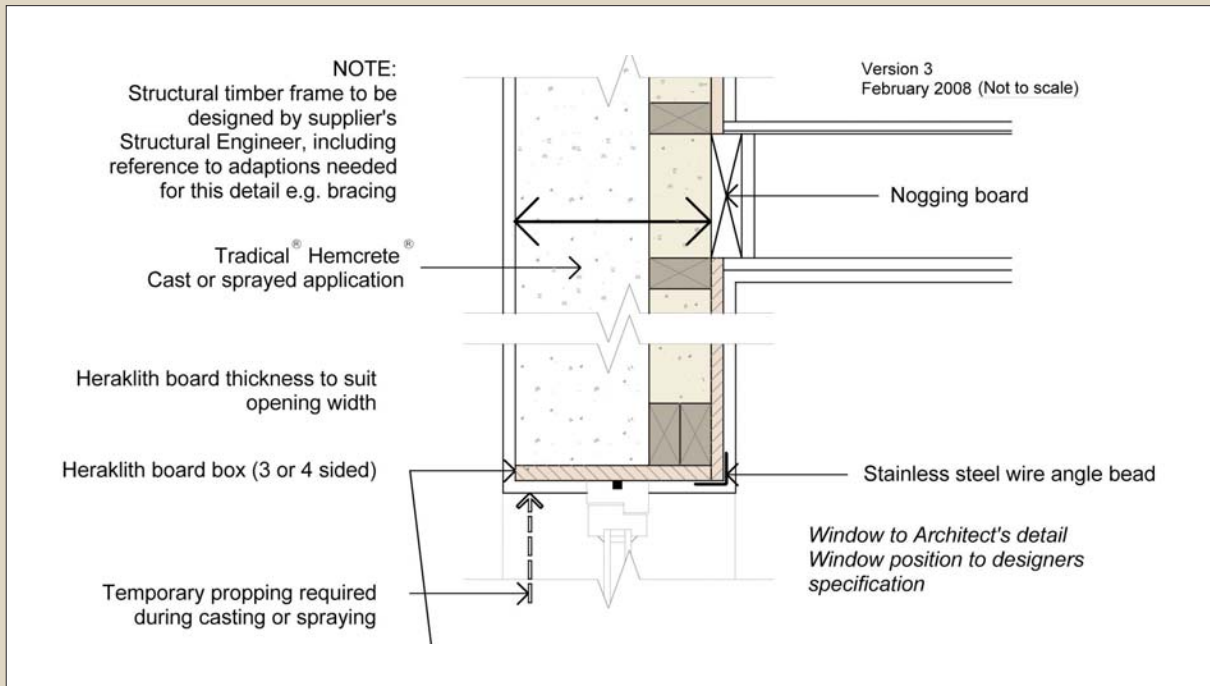 NOTE:
Structural timber frame to be
designed by supplier's
Structural Engineer, including
reference to adaptions needed
for this detail e.g. bracing
Version 3
February 2008 (Not to scale)
Nogging board
Tradical® Hemcrete®
Cast or sprayed application
Heraklith board thickness to suit
opening width
Heraklith board box (3 or 4 sided)
Stainless steel wire angle bead
Window to Architect's detail
Window position to designers
specification
Temporary propping required
during casting or spraying